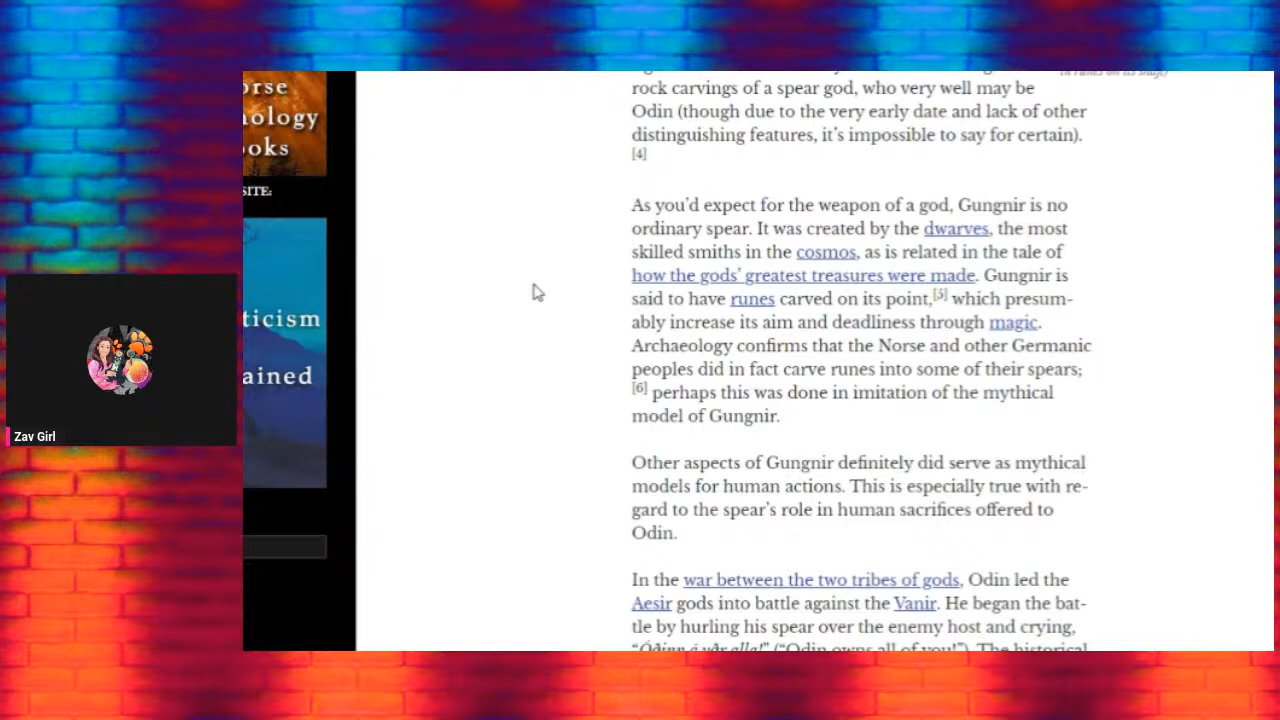 orse
ology
oks
SITE:
ticism
ained
Zav Girl
rock carvings of a spear god, who very well may be
Odin (though due to the very early date and lack of other
distinguishing features, it’s impossible to say for certain).
[4]
As you’d expect for the weapon of a god, Gungnir is no
ordinary spear. It was created by the dwarves, the most
skilled smiths in the cosmos, as is related in the tale of
how the gods’ greatest treasures were made. Gungnir is
said to have runes carved on its point,[5] which presum-
ably increase its aim and deadliness through magic.
Archaeology confirms that the Norse and other Germanic
peoples did in fact carve runes into some of their spears;
[6] perhaps this was done in imitation of the mythical
model of Gungnir.
Other aspects of Gungnir definitely did serve as mythical
models for human actions. This is especially true with re-
gard to the spear’s role in human sacrifices offered to
Odin.
In the war between the two tribes of gods, Odin led the
Aesir gods into battle against the Vanir. He began the bat-
tle by hurling his spear over the enemy host and crying,
“Óðinn á yðr alla!” (“Odin owns all of you!”). The historical